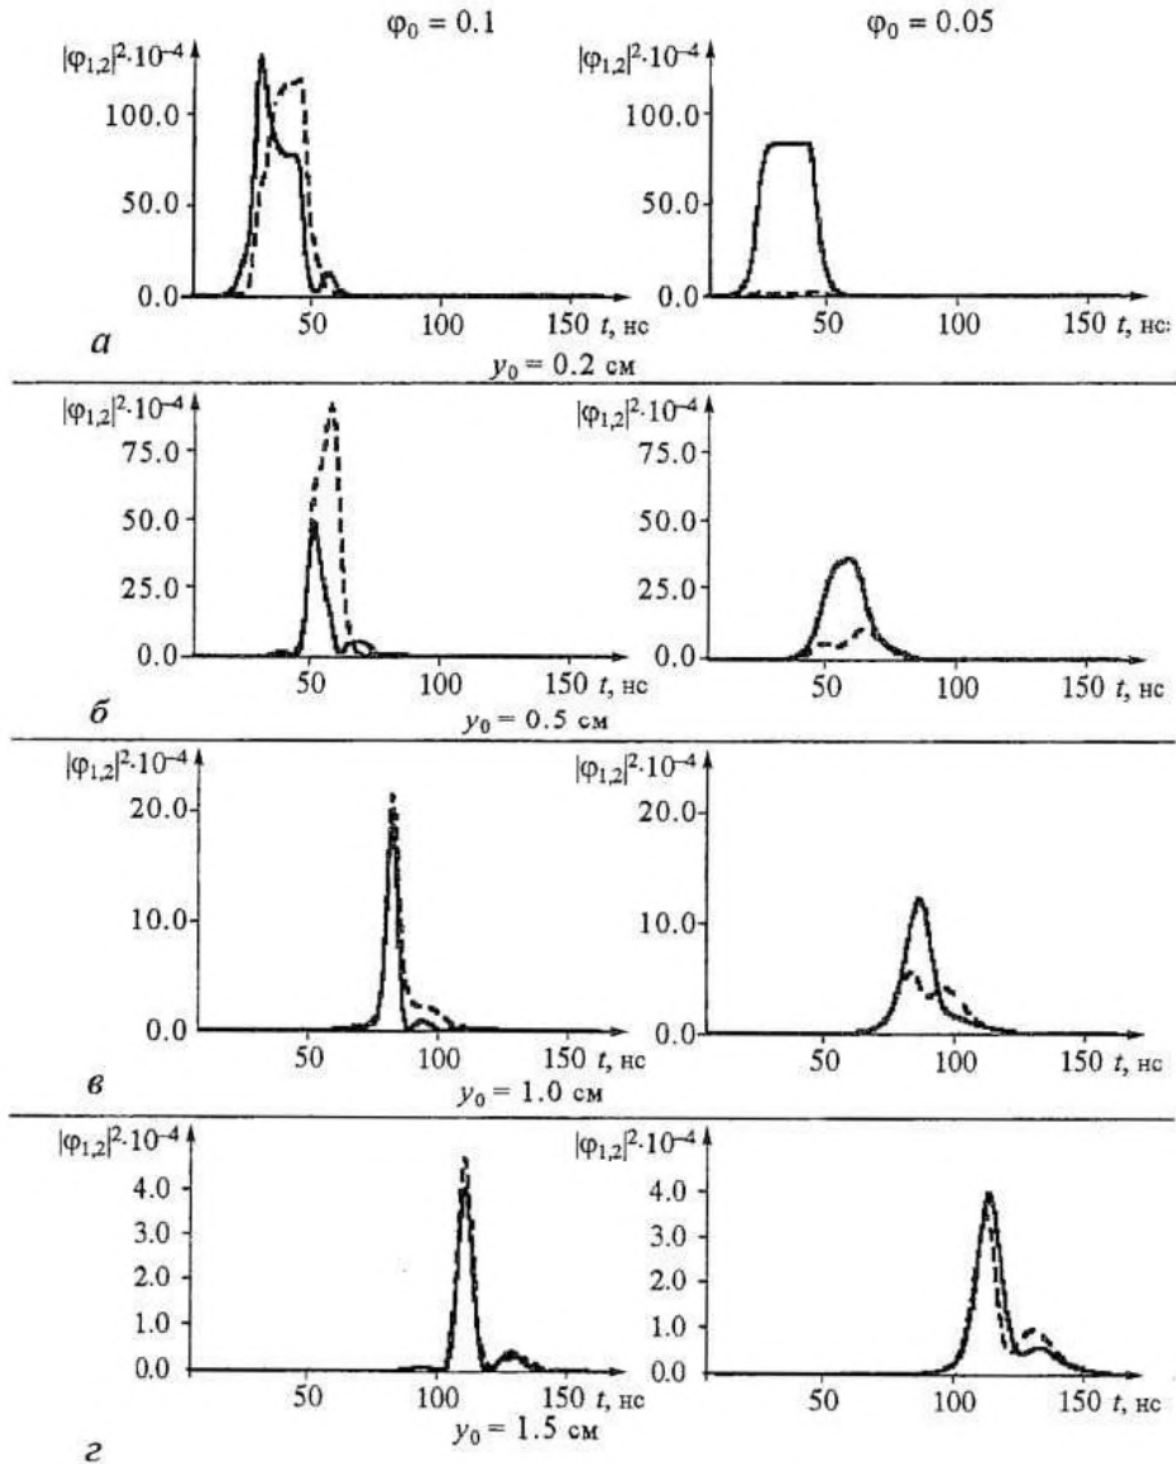 φ₀ = 0.1 φ₀ = 0.05
|φ₁,₂|²·10⁻⁴ |φ₁,₂|²·10⁻⁴
100.0 100.0
50.0 50.0
0.0 0.0
50 100 150 t, нс 50 100 150 t, нс:
а
y₀ = 0.2 см
|φ₁,₂|²·10⁻⁴ |φ₁,₂|²·10⁻⁴
75.0 75.0
50.0 50.0
25.0 25.0
0.0 0.0
50 100 150 t, нс 50 100 150 t, нс
б
y₀ = 0.5 см
|φ₁,₂|²·10⁻⁴ |φ₁,₂|²·10⁻⁴
20.0 20.0
10.0 10.0
0.0 0.0
50 100 150 t, нс 50 100 150 t, нс
в
y₀ = 1.0 см
|φ₁,₂|²·10⁻⁴ |φ₁,₂|²·10⁻⁴
4.0 4.0
3.0 3.0
2.0 2.0
1.0 1.0
0.0 0.0
50 100 150 t, нс 50 100 150 t, нс
y₀ = 1.5 см
г